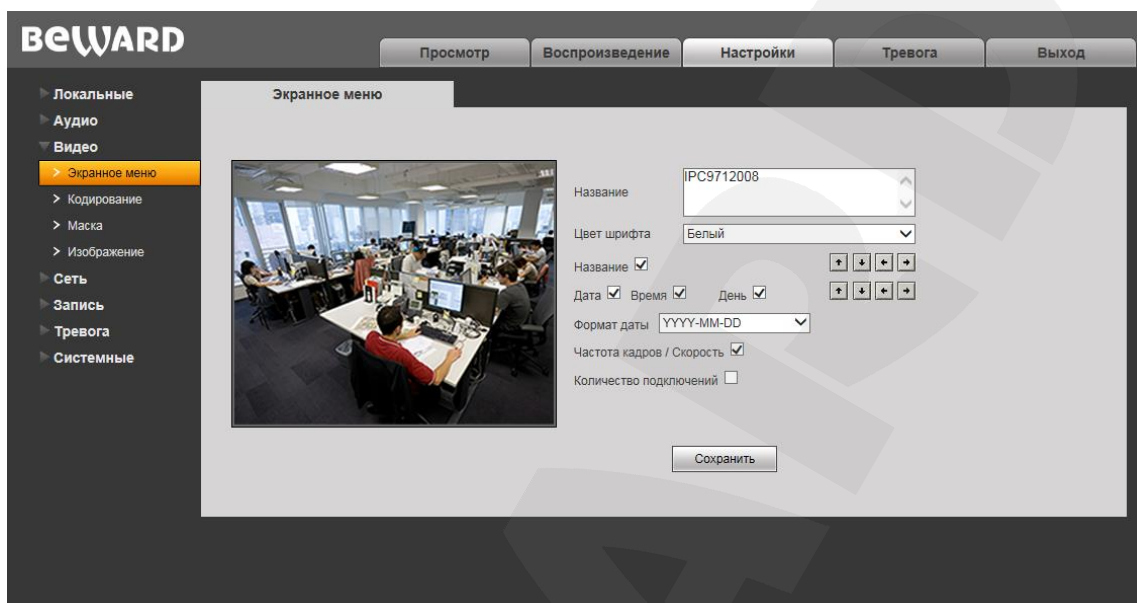 BEWARD
Просмотр Воспроизведение Настройки Тревога Выход
Локальные
Аудио
Видео
> Экранное меню
> Кодирование
> Маска
> Изображение
Сеть
Запись
Тревога
Системные
Экранное меню
Название IPC9712008
Цвет шрифта Белый
Название
Дата Время День
Формат даты YYYY-MM-DD
Частота кадров / Скорость
Количество подключений
Сохранить